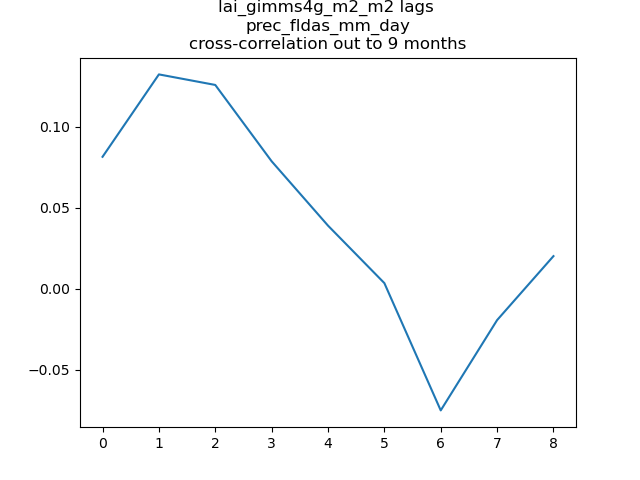 lai_gimms4g_m2_m2 lags
prec_fldas_mm_day
cross-correlation out to 9 months
0.10
0.05
0.00
−0.05
0 1 2 3 4 5 6 7 8